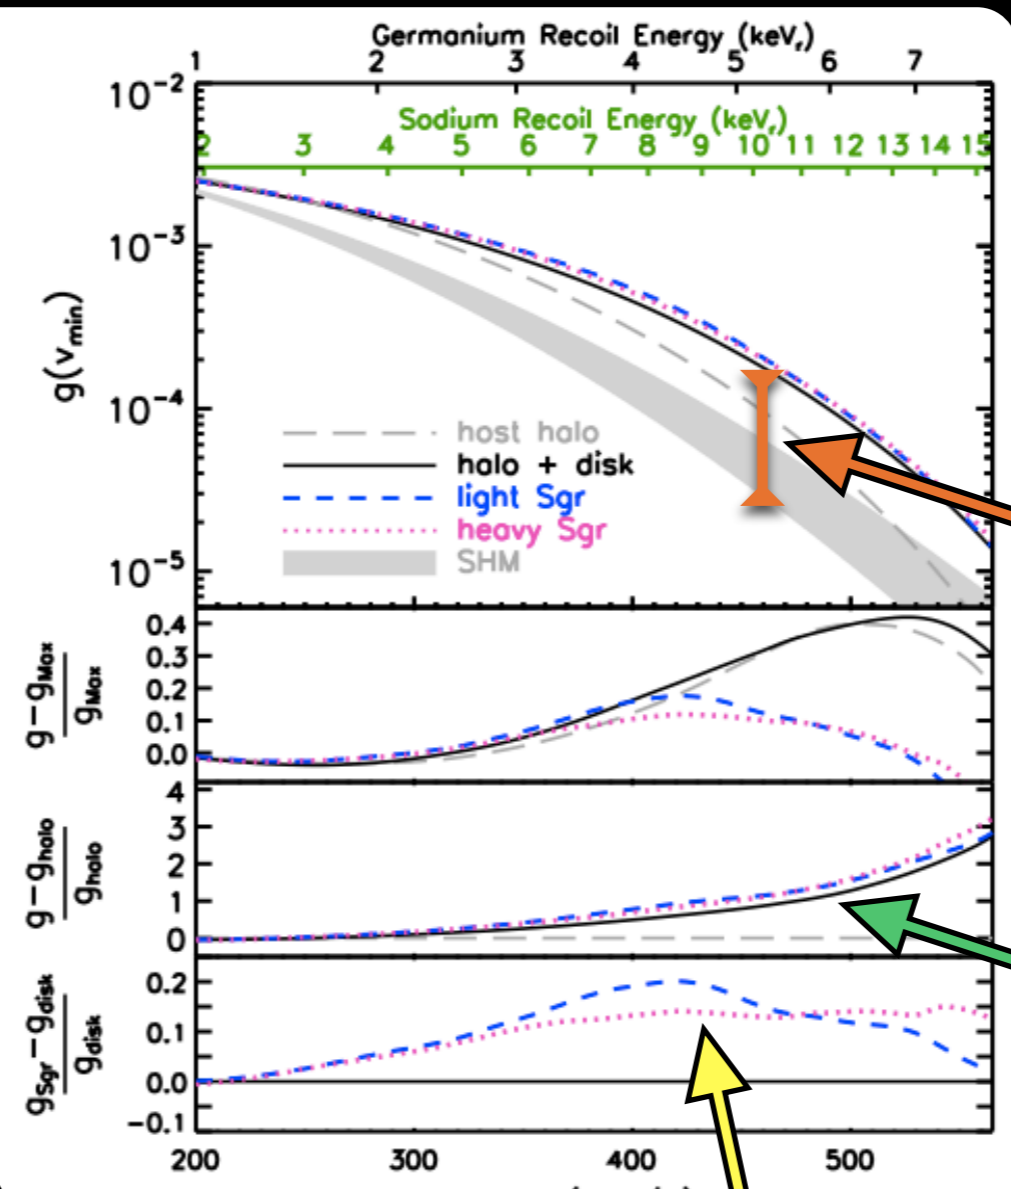 Germanium Recoil Energy (keVᵣ)
1 2 3 4 5 6 7
Sodium Recoil Energy (keVᵣ)
2 3 4 5 6 7 8 9 10 11 12 13 14 15
10⁻²
10⁻³
10⁻⁴
10⁻⁵
g(vmin)
host halo
halo + disk
light Sgr
heavy Sgr
SHM
0.4
0.3
0.2
0.1
0.0
g−gMax
gMax
4
3
2
1
0
g−ghalo
ghalo
0.2
0.1
0.0
−0.1
gSgr−gdisk
gdisk
200 300 400 500